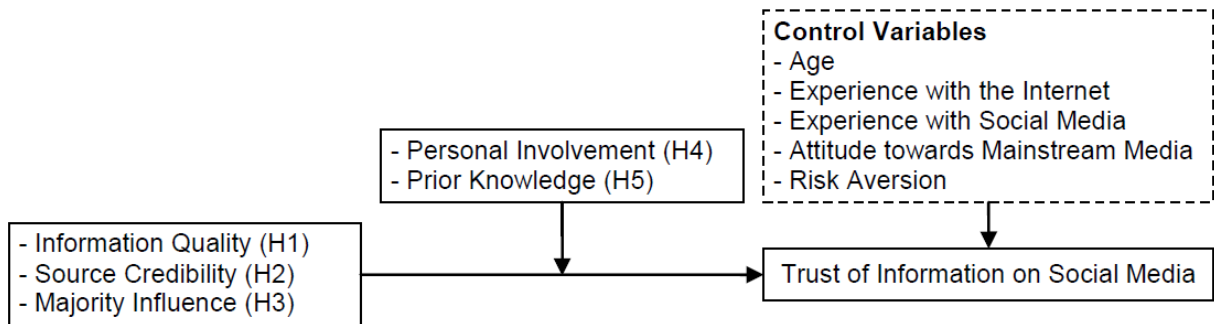 Control Variables
- Age
- Experience with the Internet
- Experience with Social Media
- Attitude towards Mainstream Media
- Risk Aversion
- Personal Involvement (H4)
- Prior Knowledge (H5)
- Information Quality (H1)
- Source Credibility (H2)
- Majority Influence (H3)
Trust of Information on Social Media